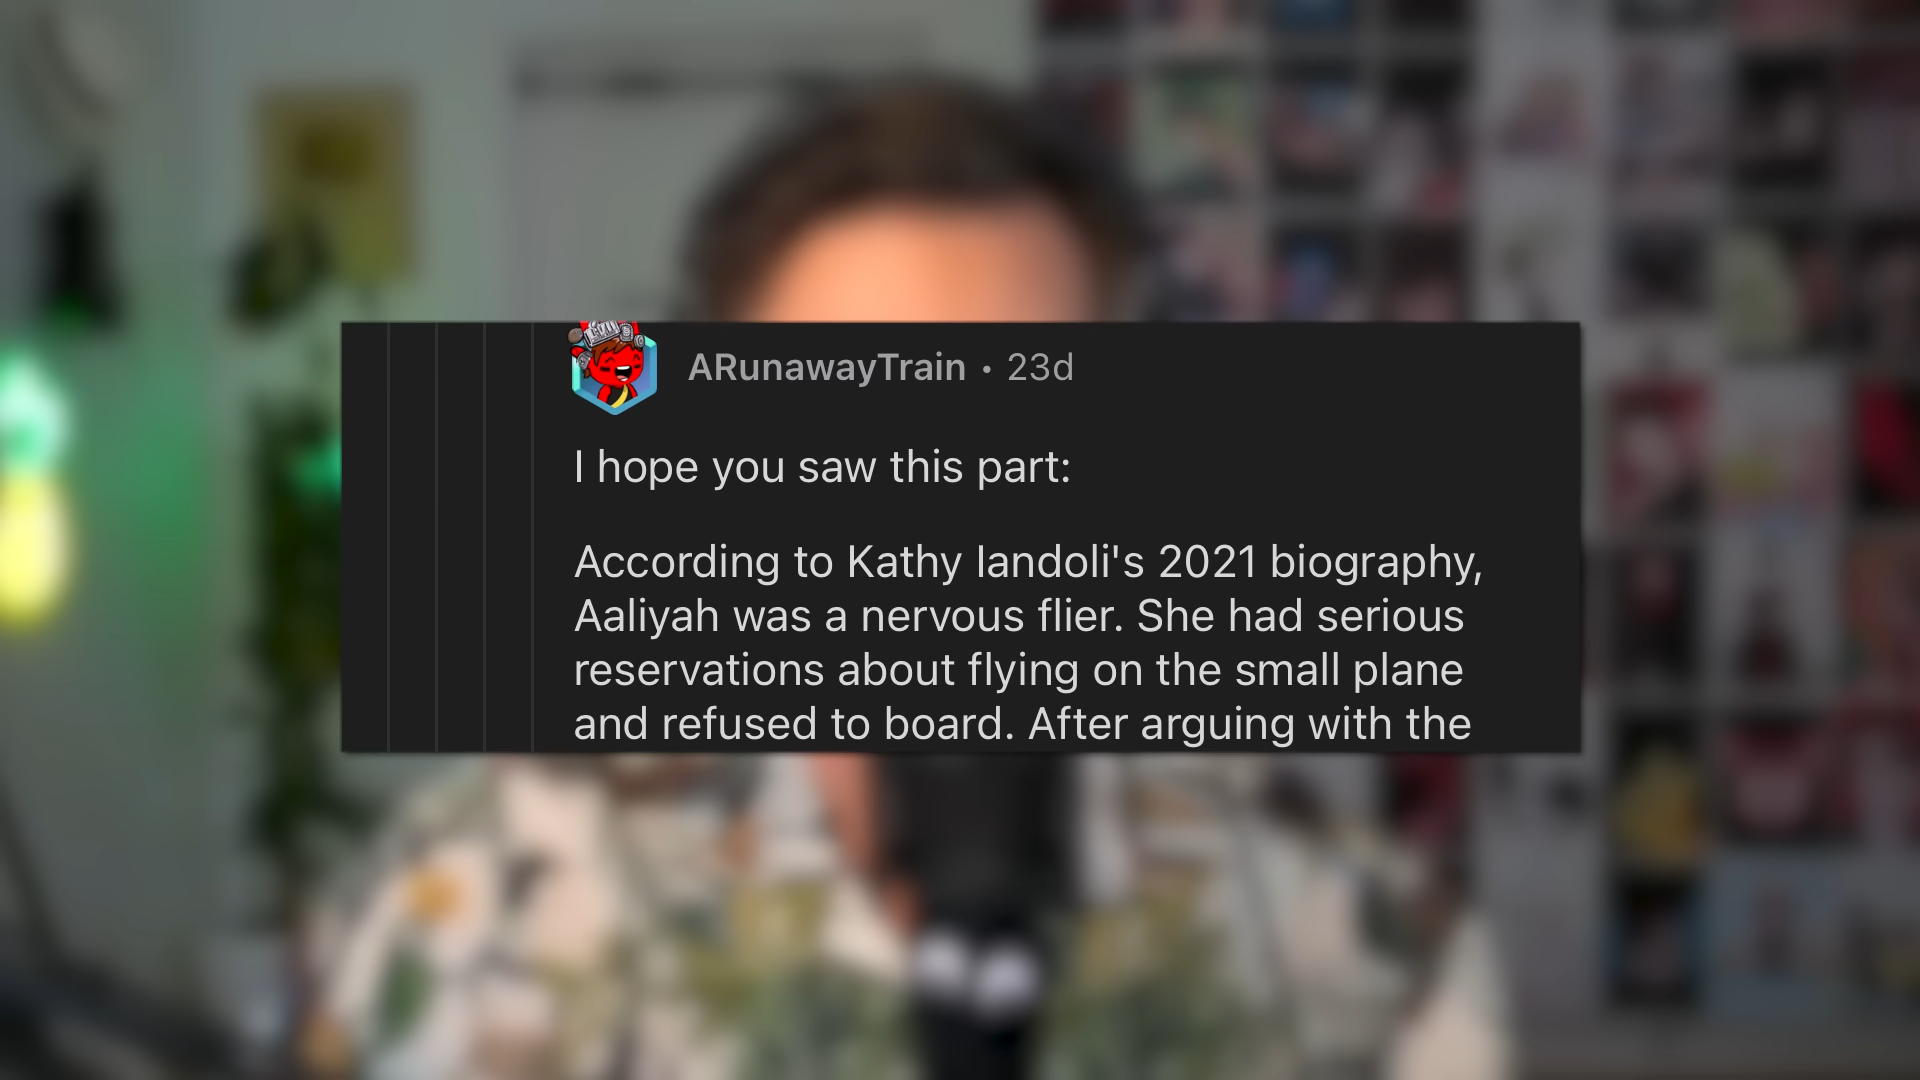 ARunawayTrain • 23d
I hope you saw this part:
According to Kathy Iandoli's 2021 biography,
Aaliyah was a nervous flier. She had serious
reservations about flying on the small plane
and refused to board. After arguing with the